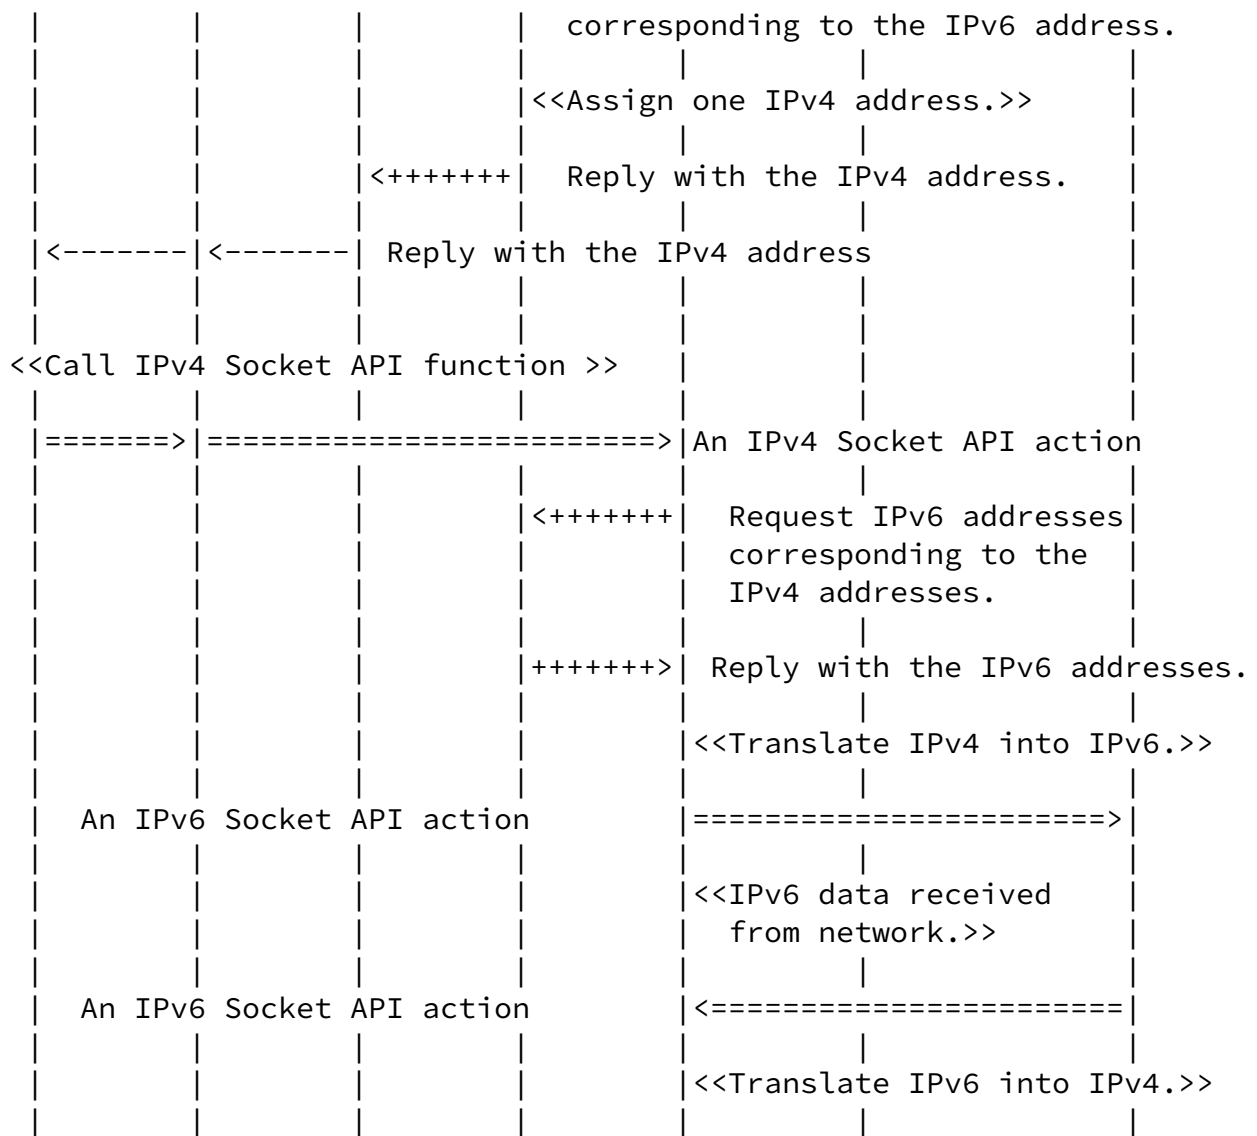 corresponding to the IPv6 address.
<<Assign one IPv4 address.>>
<+++++++| Reply with the IPv4 address.
|<-------|<-------| Reply with the IPv4 address
<<Call IPv4 Socket API function >>
|=======>|=========================>|An IPv4 Socket API action
|<+++++++| Request IPv6 addresses|
corresponding to the
IPv4 addresses.
|+++++++>| Reply with the IPv6 addresses.
|<<Translate IPv4 into IPv6.>>
An IPv6 Socket API action |=======================>|
|<<IPv6 data received
from network.>>
An IPv6 Socket API action |<=======================|
|<<Translate IPv6 into IPv4.>>